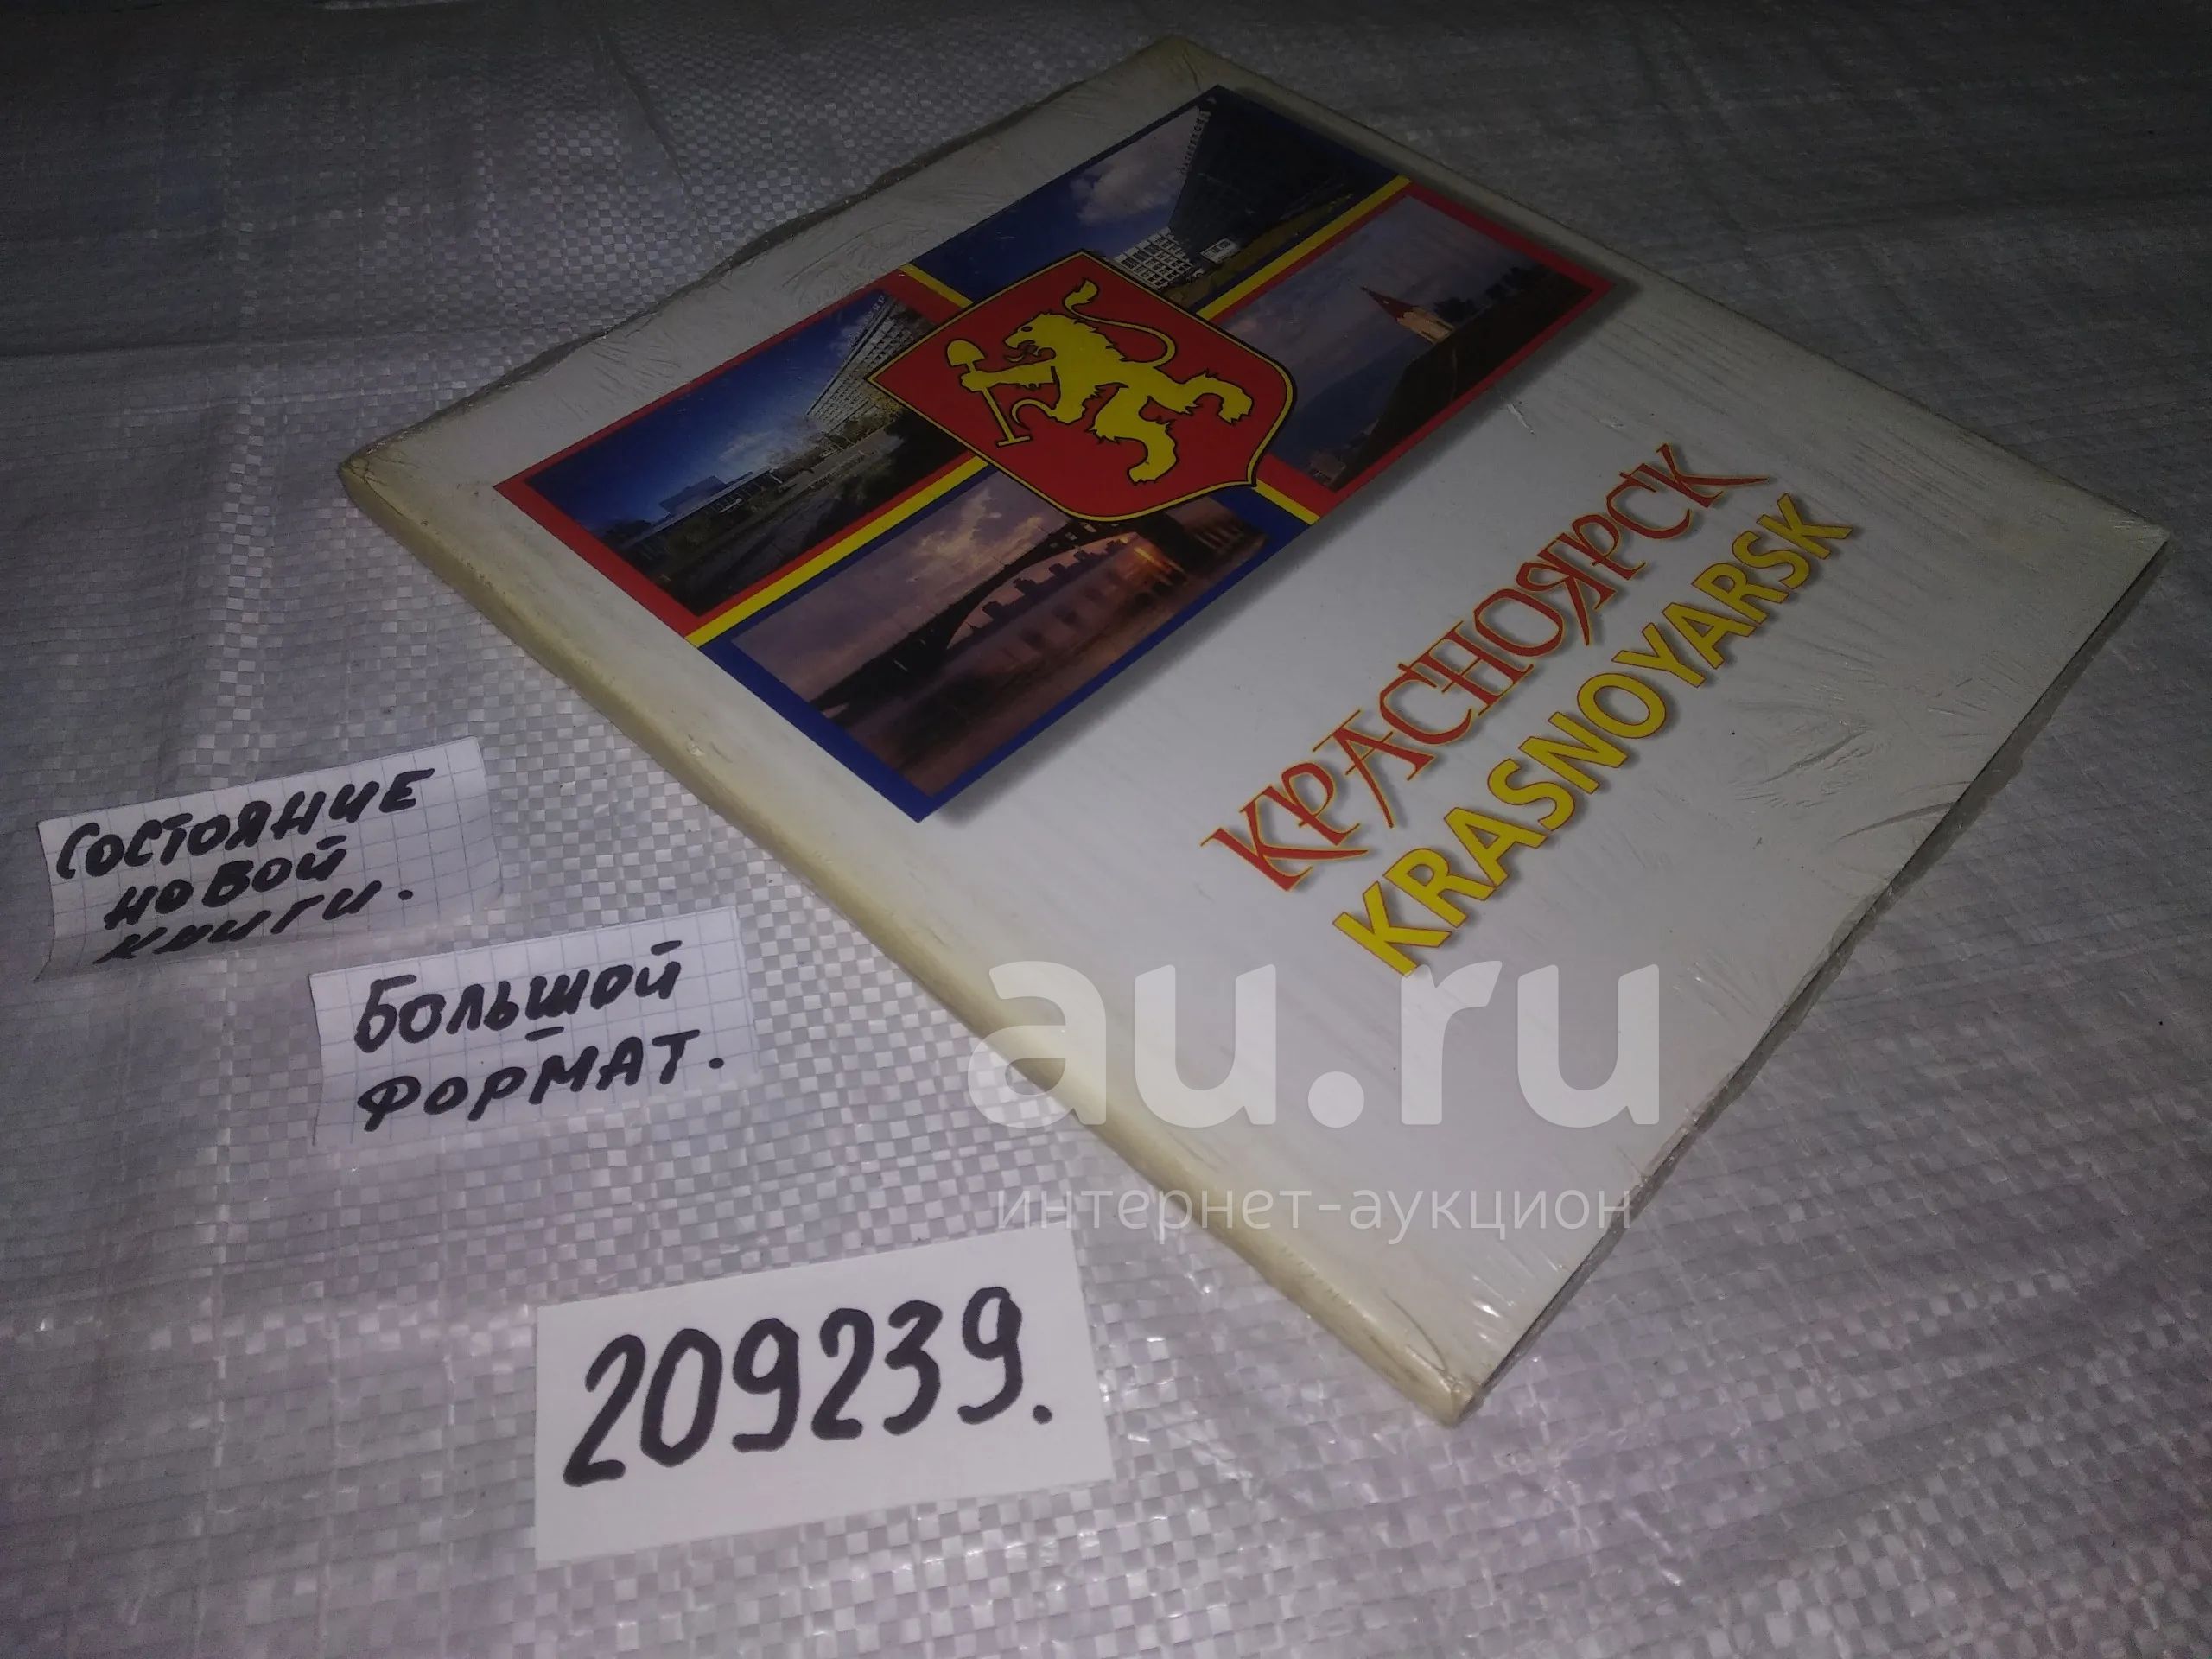 КРАСНОЯРСК
KRASNOYARSK
СОСТОЯНИЕ
НОВОЙ
КНИГИ.
БОЛЬШОЙ
ФОРМАТ.
au.ru
интернет-аукцион
209239.